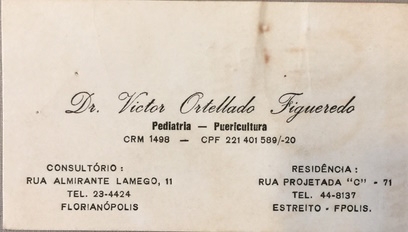 Dr. Victor Ortellado Figueredo
Pediatria — Puericultura
CRM 1498 — CPF 221 401 589/-20
CONSULTÓRIO :
RUA ALMIRANTE LAMEGO, 11
TEL. 23-4424
FLORIANÓPOLIS
RESIDÊNCIA :
RUA PROJETADA "C" - 71
TEL. 44-8137
ESTREITO - FPOLIS.